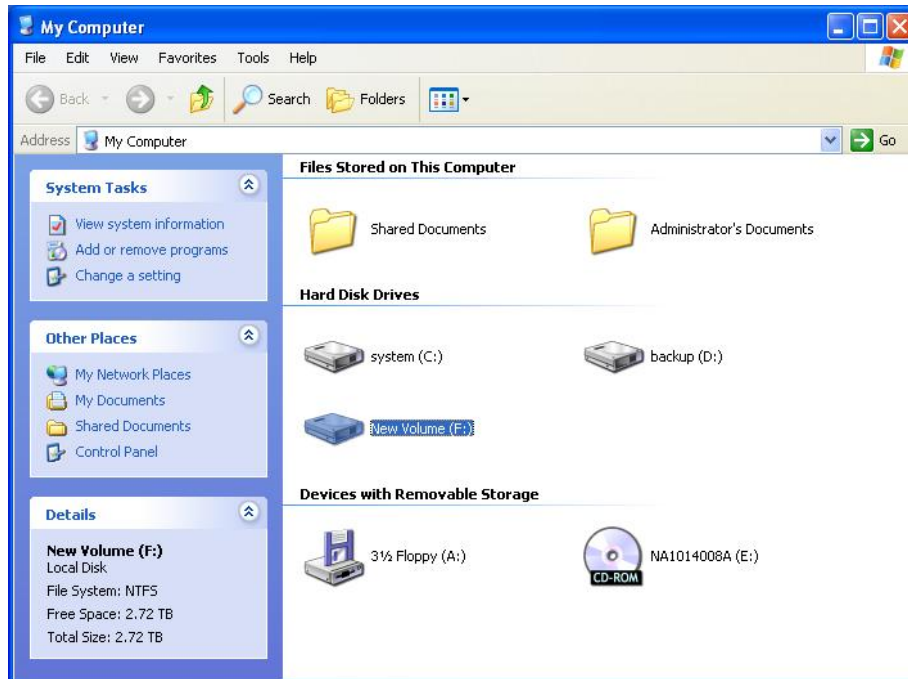 My Computer
File Edit View Favorites Tools Help
Back Search Folders
Address My Computer Go
System Tasks
View system information
Add or remove programs
Change a setting
Other Places
My Network Places
My Documents
Shared Documents
Control Panel
Details
New Volume (F:)
Local Disk
File System: NTFS
Free Space: 2.72 TB
Total Size: 2.72 TB
Files Stored on This Computer
Shared Documents
Administrator's Documents
Hard Disk Drives
system (C:)
backup (D:)
New Volume (F:)
Devices with Removable Storage
3½ Floppy (A:)
CD-ROM
NA1014008A (E:)